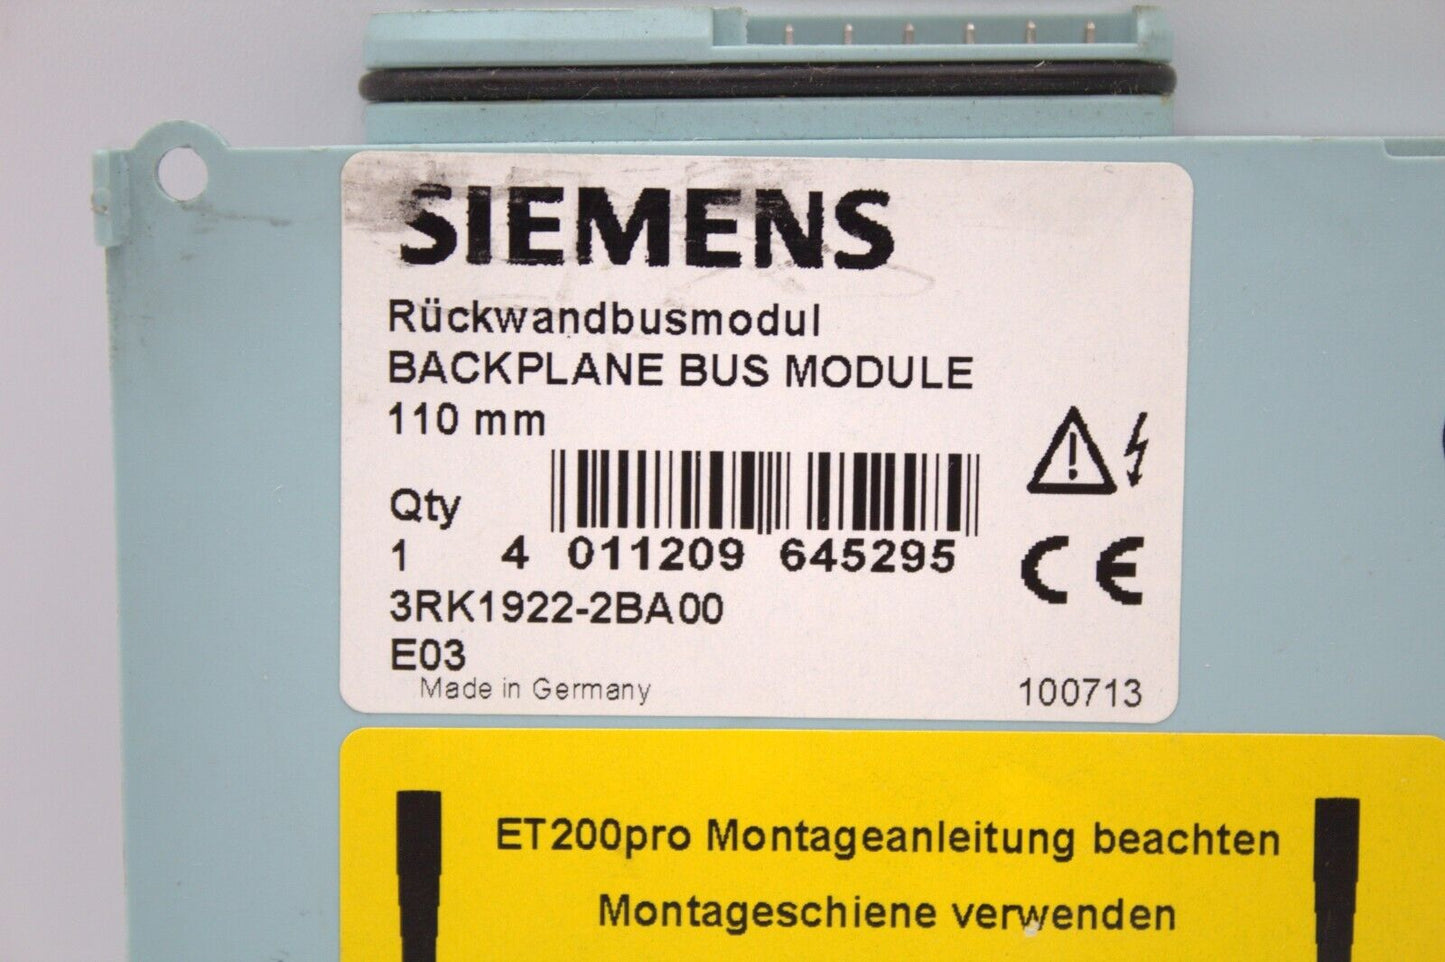 SIEMENS
Rückwandbusmodul
BACKPLANE BUS MODULE
110 mm
Qty
1
4 011209 645295
3RK1922-2BA00
E03
Made in Germany
100713
CE
ET200pro Montageanleitung beachten
Montageschiene verwenden